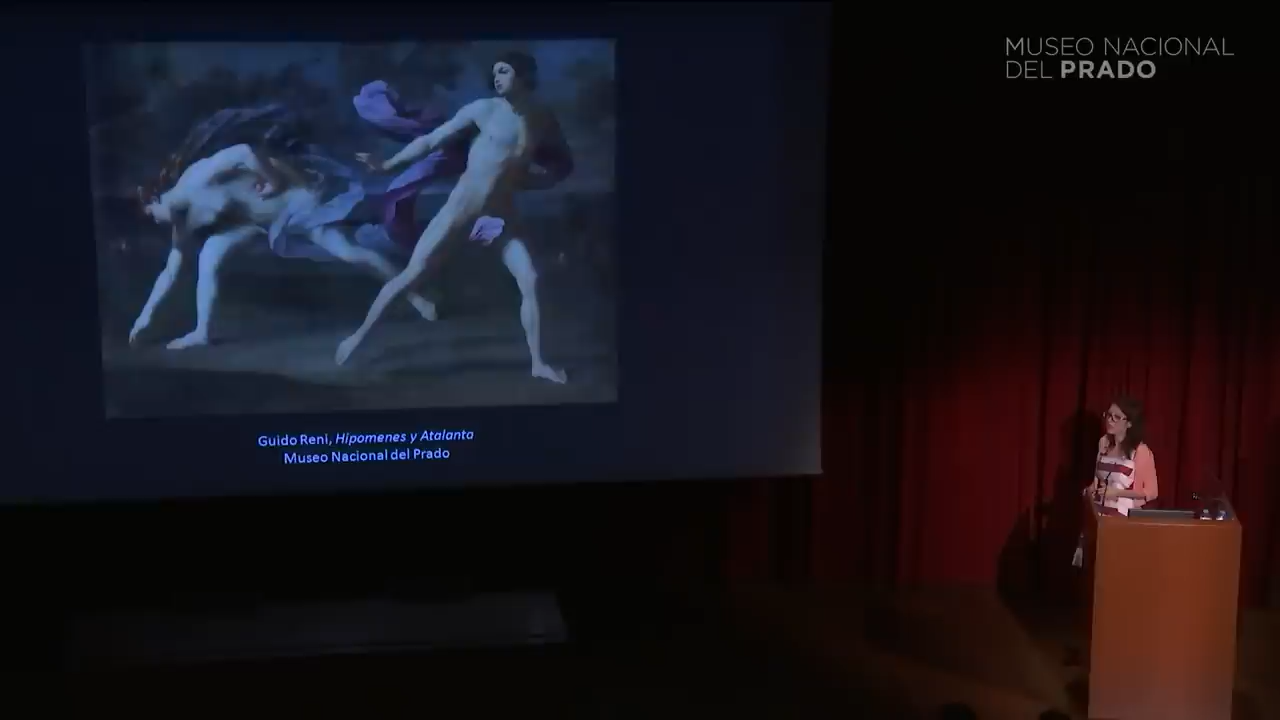 MUSEO NACIONAL
DEL PRADO
Guido Reni, Hipomenes y Atalanta
Museo Nacional del Prado